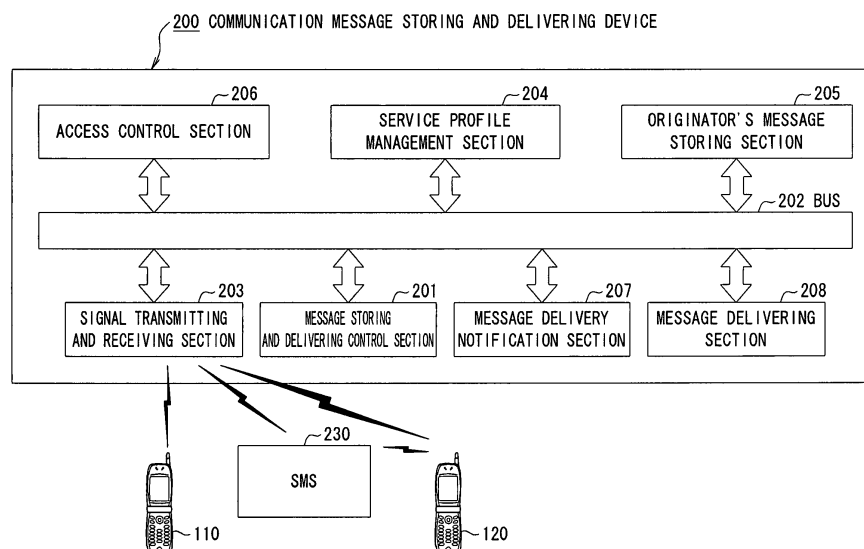 200 COMMUNICATION MESSAGE STORING AND DELIVERING DEVICE
206
ACCESS CONTROL SECTION
204
SERVICE PROFILE
MANAGEMENT SECTION
205
ORIGINATOR'S MESSAGE
STORING SECTION
202 BUS
203
SIGNAL TRANSMITTING
AND RECEIVING SECTION
201
MESSAGE STORING
AND DELIVERING CONTROL SECTION
207
MESSAGE DELIVERY
NOTIFICATION SECTION
208
MESSAGE DELIVERING
SECTION
230
SMS
110
120